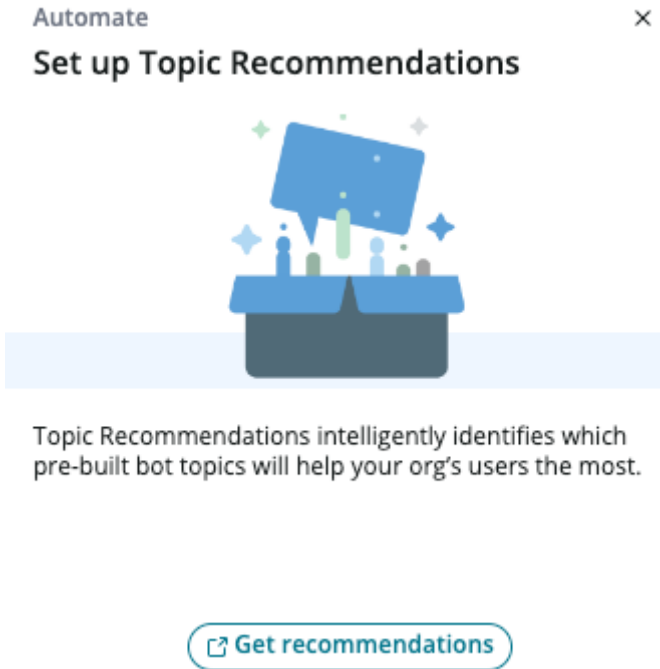 Automate
Set up Topic Recommendations
Topic Recommendations intelligently identifies which
pre-built bot topics will help your org's users the most.
Get recommendations